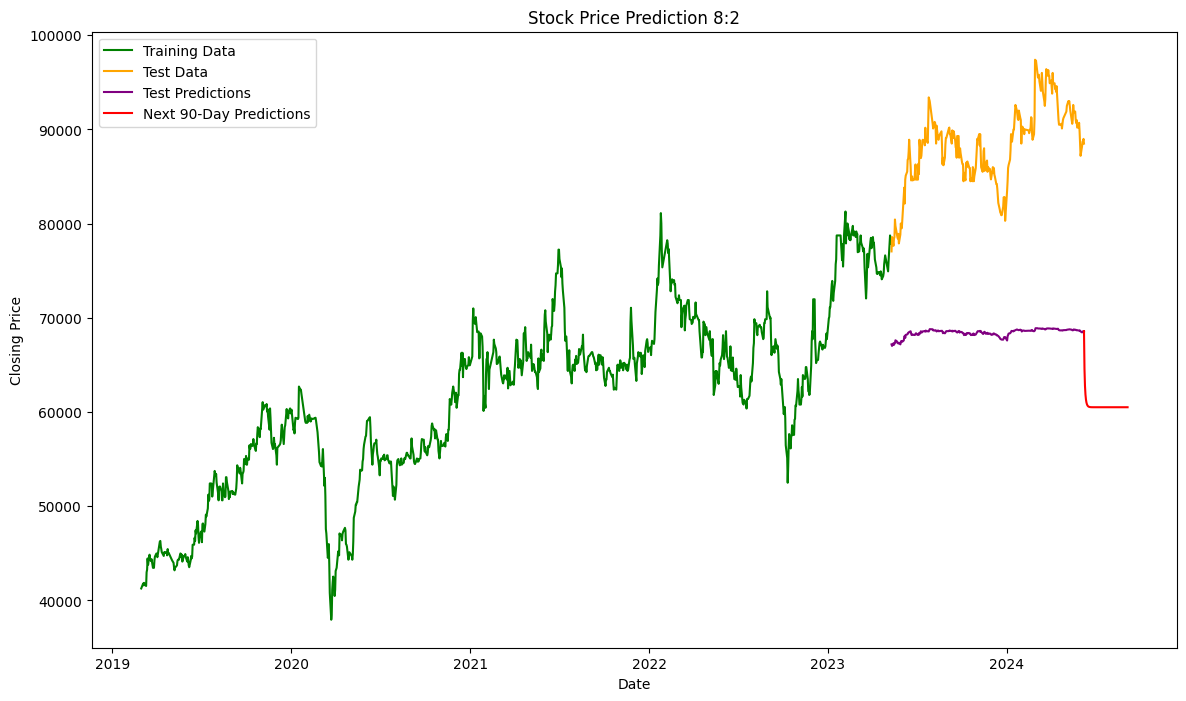 Stock Price Prediction 8:2
Training Data
Test Data
Test Predictions
Next 90-Day Predictions
Closing Price
100000
90000
80000
70000
60000
50000
40000
2019
2020
2021
2022
2023
2024
Date